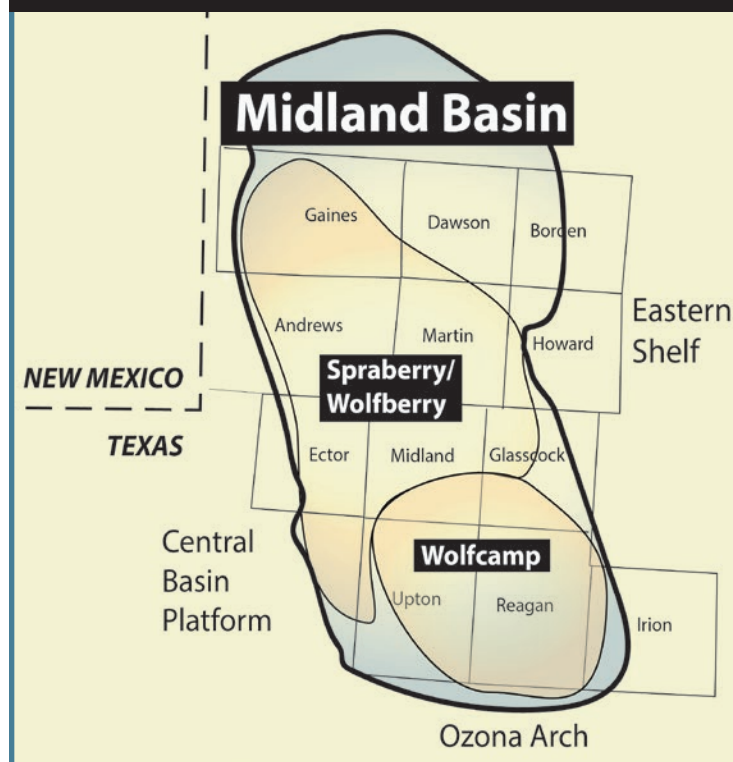 Midland Basin
Gaines
Dawson
Borden
Andrews
Martin
Howard
Eastern
Shelf
NEW MEXICO
Spraberry/
Wolfberry
TEXAS
Ector
Midland
Glasscock
Central
Basin
Platform
Wolfcamp
Upton
Reagan
Irion
Ozona Arch